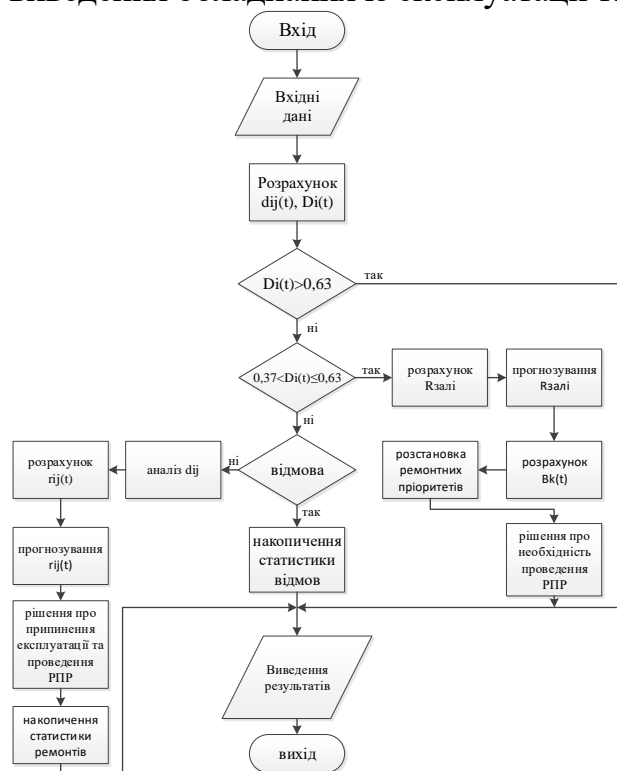 Вхід
Вхідні
дані
Розрахунок
dij(t), Di(t)
Di(t)>0,63
так
ні
0,37<Di(t)≤0,63
так
розрахунок
Rзалі
прогнозування
Rзалі
ні
розрахунок
rij(t)
аналіз dij
ні
відмова
розстановка
ремонтних
пріоритетів
розрахунок
Bk(t)
так
прогнозування
rij(t)
накопичення
статистики
відмов
рішення про
необхідність
проведення
РПР
рішення про
припинення
експлуатації та
проведення
РПР
Виведення
результатів
накопичення
статистики
ремонтів
вихід